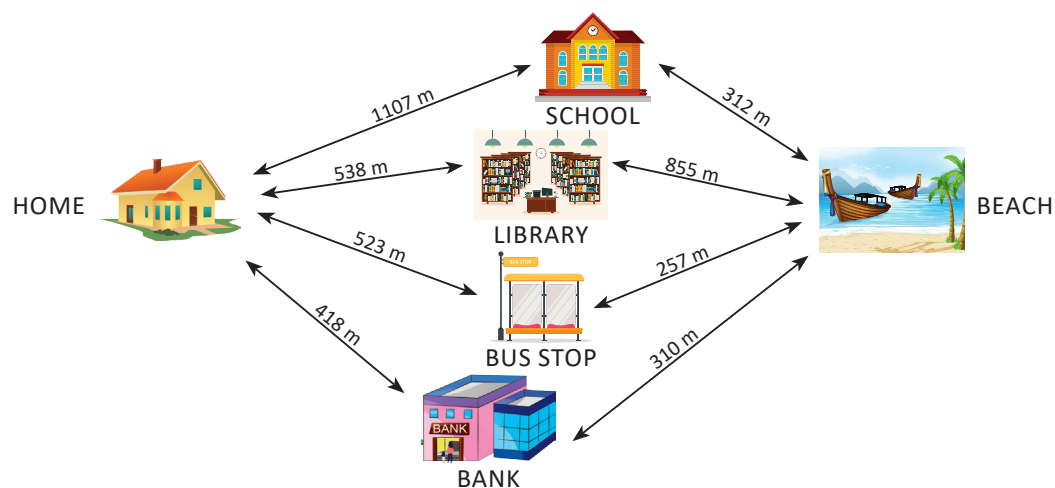 1107 m
312 m
SCHOOL
538 m
855 m
HOME
BEACH
LIBRARY
523 m
257 m
BUS STOP
418 m
310 m
BUS STOP
BANK
BANK